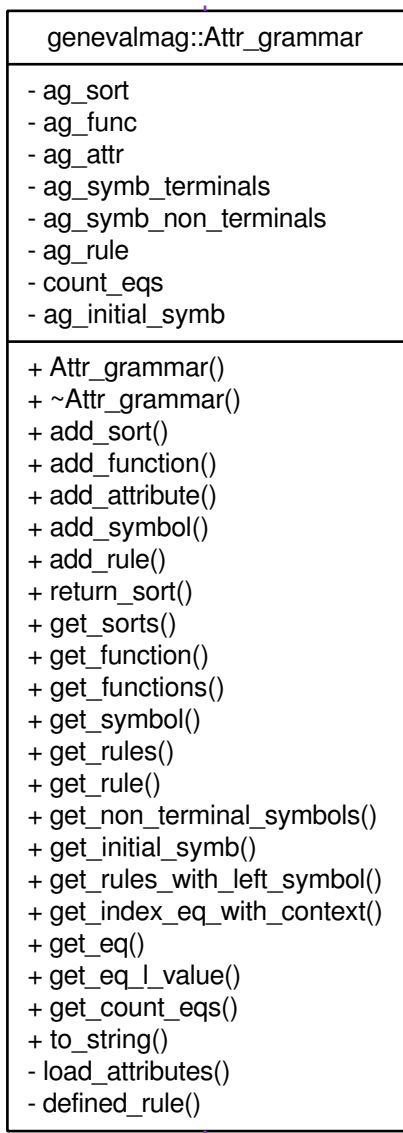 genevalmag::Attr_grammar
- ag_sort
- ag_func
- ag_attr
- ag_symb_terminals
- ag_symb_non_terminals
- ag_rule
- count_eqs
- ag_initial_symb
+ Attr_grammar()
+ ~Attr_grammar()
+ add_sort()
+ add_function()
+ add_attribute()
+ add_symbol()
+ add_rule()
+ return_sort()
+ get_sorts()
+ get_function()
+ get_functions()
+ get_symbol()
+ get_rules()
+ get_rule()
+ get_non_terminal_symbols()
+ get_initial_symb()
+ get_rules_with_left_symbol()
+ get_index_eq_with_context()
+ get_eq()
+ get_eq_l_value()
+ get_count_eqs()
+ to_string()
- load_attributes()
- defined_rule()